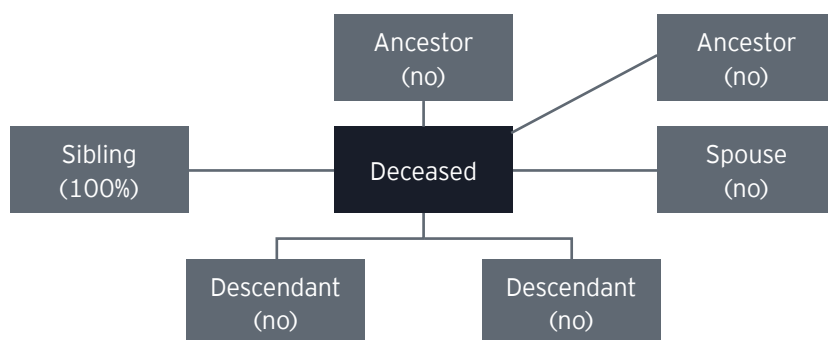 Ancestor
(no)
Ancestor
(no)
Sibling
(100%)
Deceased
Spouse
(no)
Descendant
(no)
Descendant
(no)